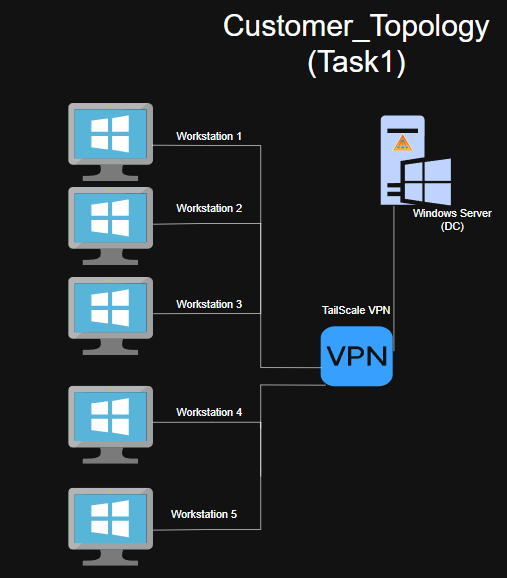 Customer_Topology
(Task1)
Workstation 1
Workstation 2
Windows Server
(DC)
Workstation 3
TailScale VPN
VPN
Workstation 4
Workstation 5